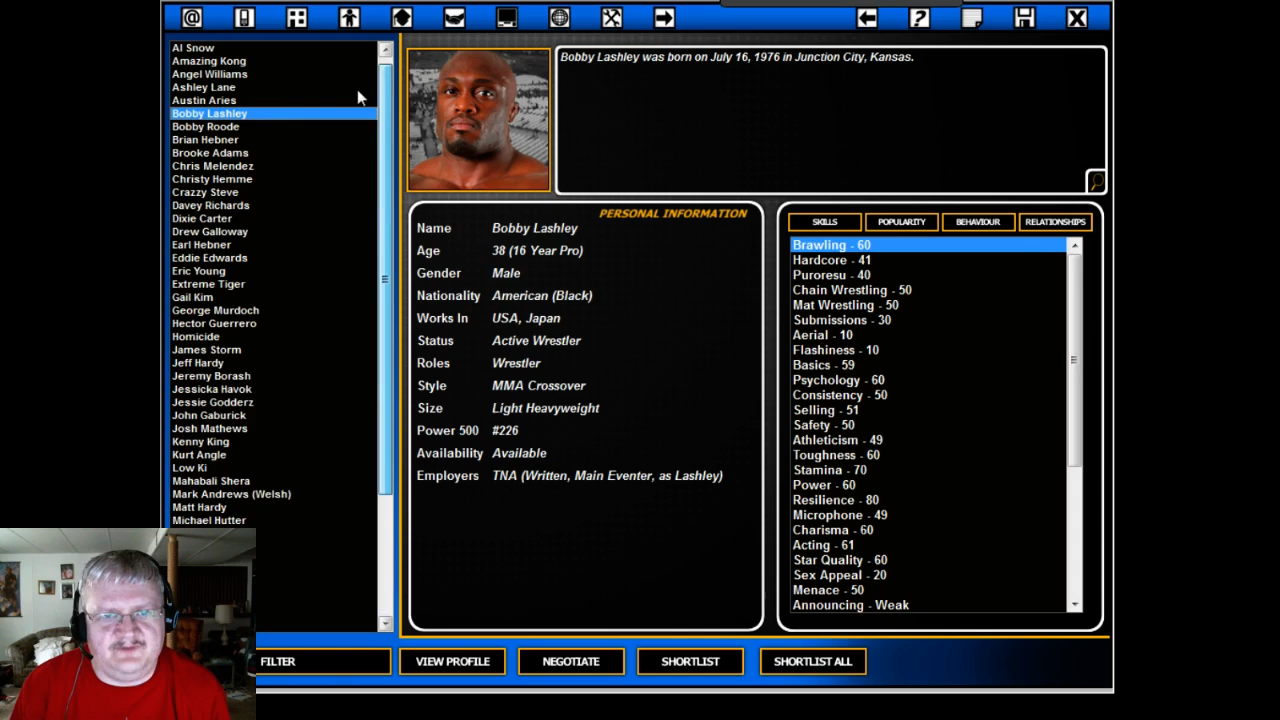 Al Snow
Amazing Kong
Angel Williams
Ashley Lane
Austin Aries
Bobby Lashley
Bobby Roode
Brian Hebner
Brooke Adams
Chris Melendez
Christy Hemme
Crazzy Steve
Davey Richards
Dixie Carter
Drew Galloway
Earl Hebner
Eddie Edwards
Eric Young
Extreme Tiger
Gail Kim
George Murdoch
Hector Guerrero
Homicide
James Storm
Jeff Hardy
Jeremy Borash
Jessicka Havok
Jessie Godderz
John Gaburick
Josh Mathews
Kenny King
Kurt Angle
Low Ki
Mahabali Shera
Mark Andrews (Welsh)
Matt Hardy
Michael Hutter
Bobby Lashley was born on July 16, 1976 in Junction City, Kansas.
PERSONAL INFORMATION
Name Bobby Lashley
Age 38 (16 Year Pro)
Gender Male
Nationality American (Black)
Works In USA, Japan
Status Active Wrestler
Roles Wrestler
Style MMA Crossover
Size Light Heavyweight
Power 500 #226
Availability Available
Employers TNA (Written, Main Eventer, as Lashley)
SKILLS POPULARITY BEHAVIOUR RELATIONSHIPS
Brawling - 60
Hardcore - 41
Puroresu - 40
Chain Wrestling - 50
Mat Wrestling - 50
Submissions - 30
Aerial - 10
Flashiness - 10
Basics - 59
Psychology - 60
Consistency - 50
Selling - 51
Safety - 50
Athleticism - 49
Toughness - 60
Stamina - 70
Power - 60
Resilience - 80
Microphone - 49
Charisma - 60
Acting - 61
Star Quality - 60
Sex Appeal - 20
Menace - 50
Announcing - Weak
FILTER VIEW PROFILE NEGOTIATE SHORTLIST SHORTLIST ALL